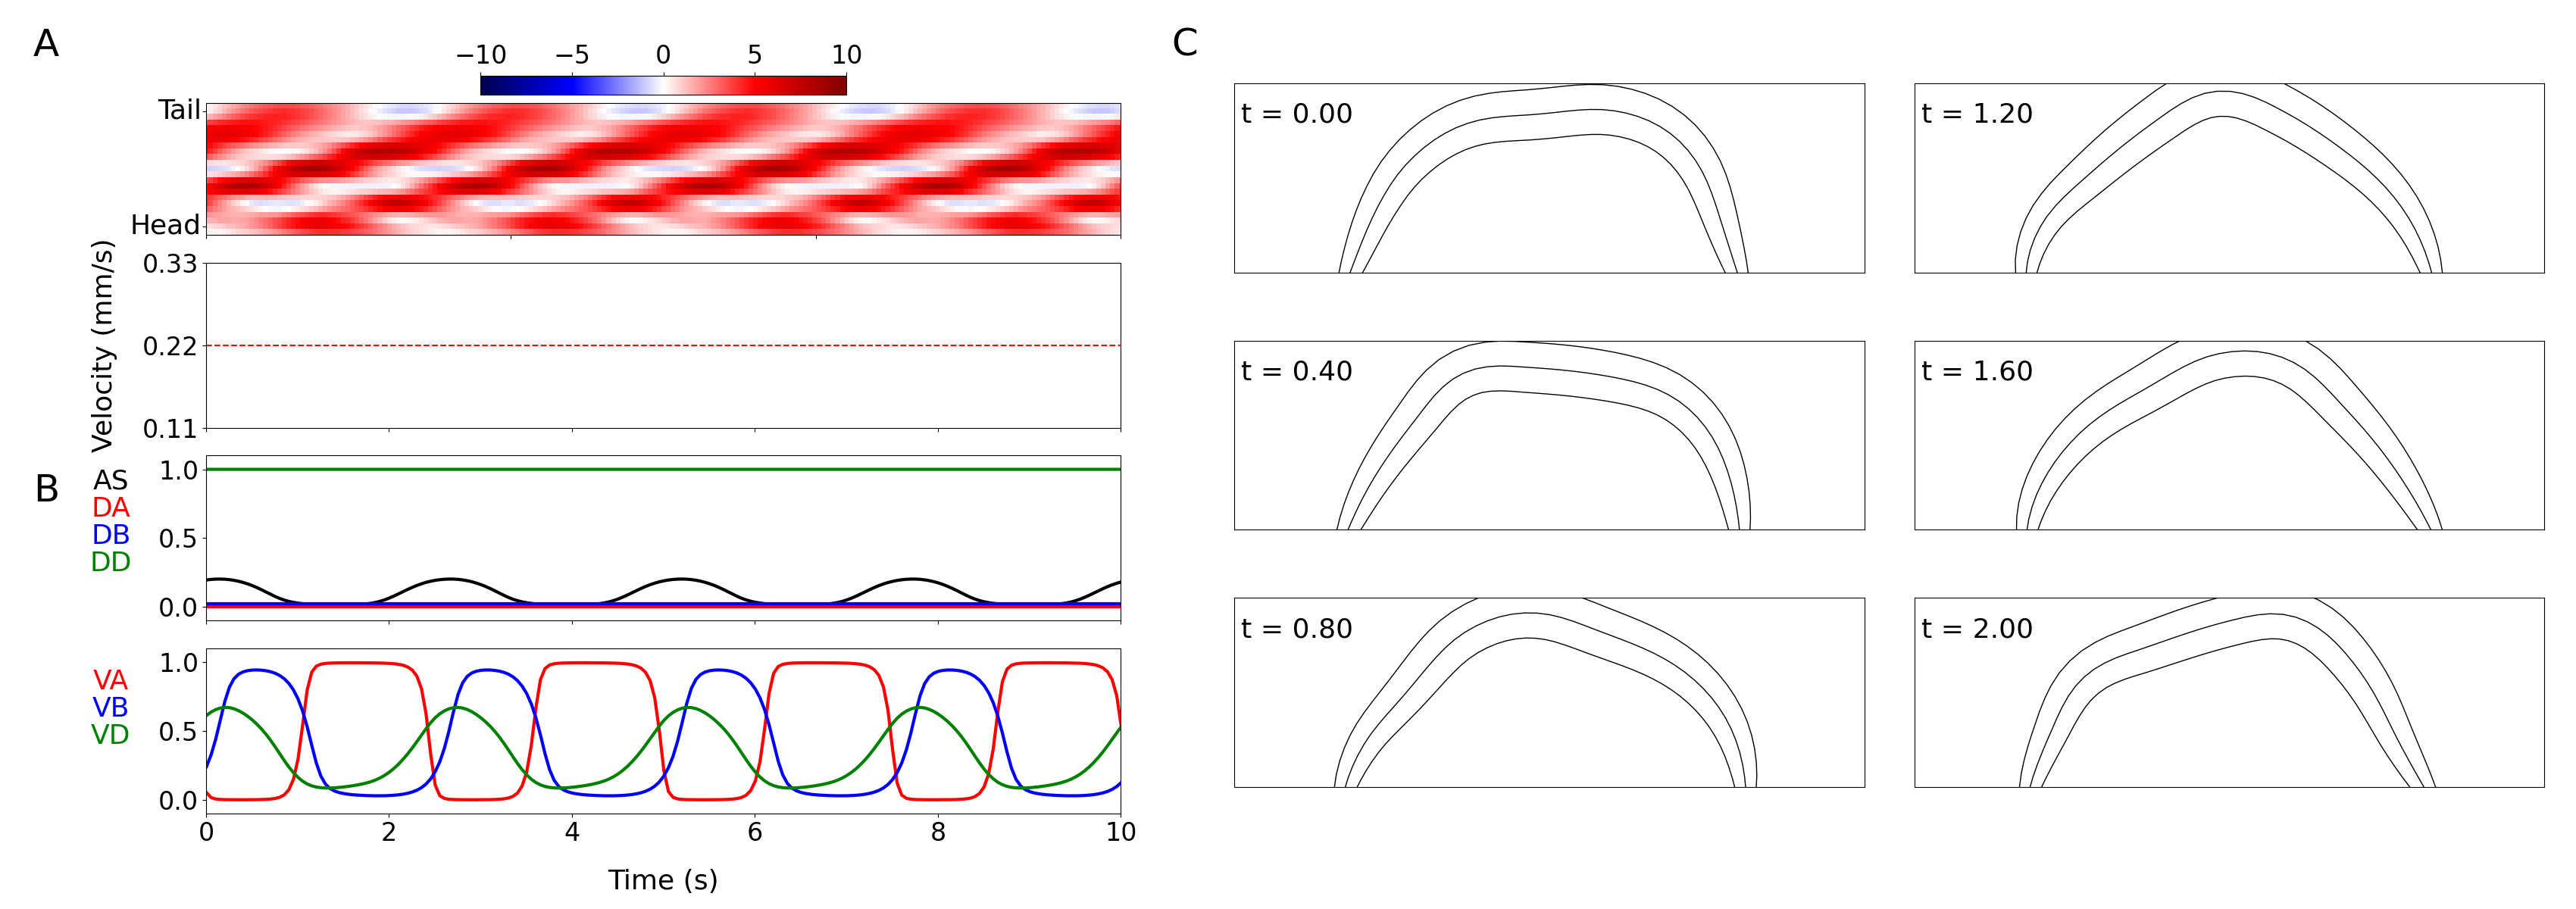 A
−10 −5 0 5 10
Tail
Head
Velocity (mm/s)
0.33
0.22
0.11
B
AS
DA
DB
DD
1.0
0.5
0.0
VA
VB
VD
1.0
0.5
0.0
0 2 4 6 8 10
Time (s)
C
t = 0.00
t = 1.20
t = 0.40
t = 1.60
t = 0.80
t = 2.00